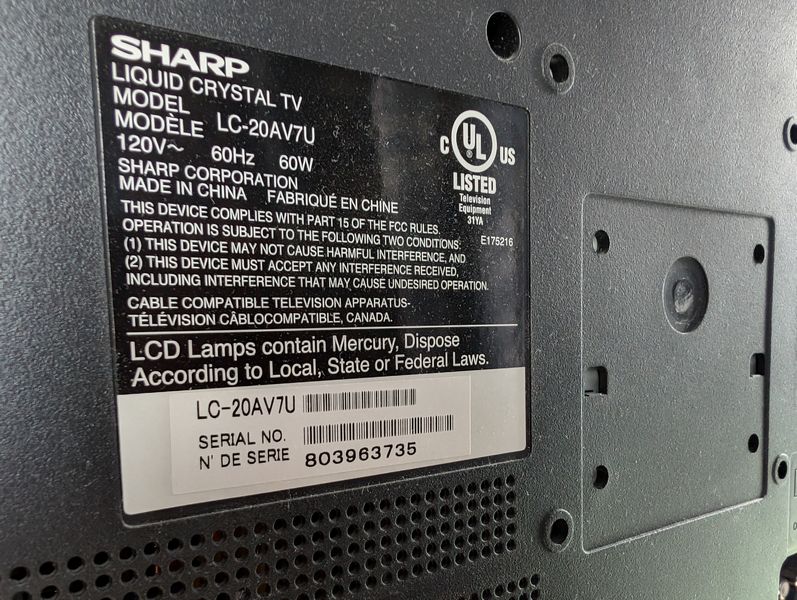 SHARP
LIQUID CRYSTAL TV
MODEL
MODÈLE LC-20AV7U
120V~ 60Hz 60W
SHARP CORPORATION
MADE IN CHINA FABRIQUÉ EN CHINE
C UL US
®
LISTED
Television
Equipment
31YA
E175216
THIS DEVICE COMPLIES WITH PART 15 OF THE FCC RULES.
OPERATION IS SUBJECT TO THE FOLLOWING TWO CONDITIONS:
(1) THIS DEVICE MAY NOT CAUSE HARMFUL INTERFERENCE, AND
(2) THIS DEVICE MUST ACCEPT ANY INTERFERENCE RECEIVED,
INCLUDING INTERFERENCE THAT MAY CAUSE UNDESIRED OPERATION.
CABLE COMPATIBLE TELEVISION APPARATUS-
TÉLÉVISION CÂBLOCOMPATIBLE, CANADA.
LCD Lamps contain Mercury, Dispose
According to Local, State or Federal Laws.
LC-20AV7U
SERIAL NO.
N° DE SERIE 803963735